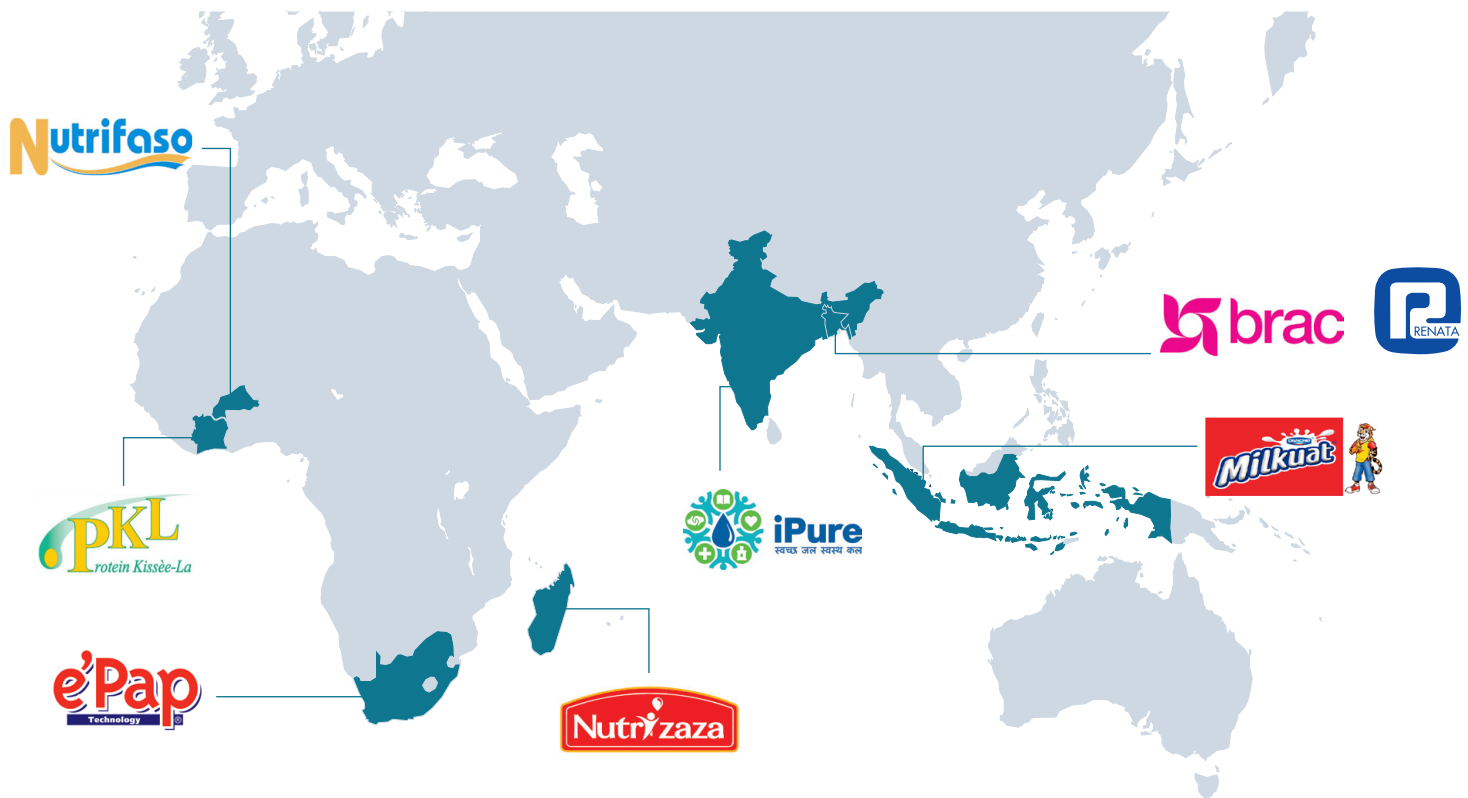 Nutrifaso
brac
RENATA
DANONE
Milkuat
PKL
Protein Kissèe-La
iPure
स्वच्छ जल स्वस्थ कल
e'Pap
Technology ®
Nutrizaza